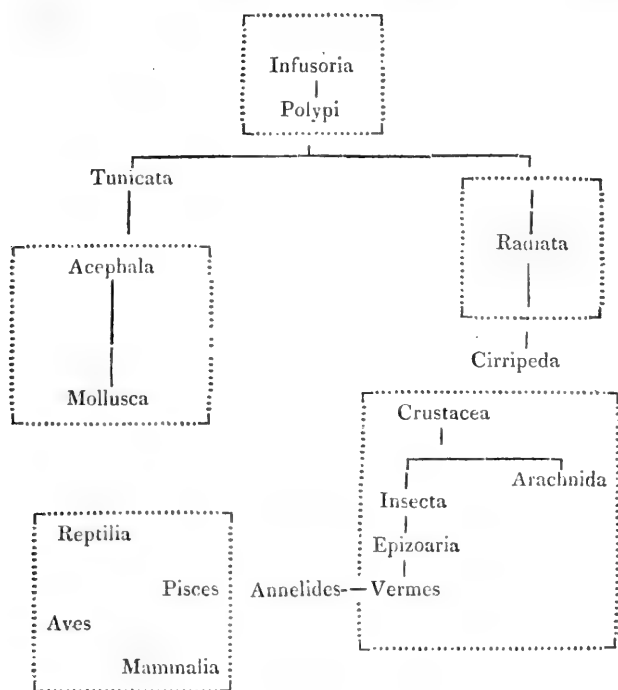 Infusoria
Polypi
Tunicata
Acephala
Radiata
Cirripeda
Mollusca
Crustacea
Arachnida
Insecta
Reptilia
Epizoaria
Pisces Annelides Vermes
Aves
Mammalia